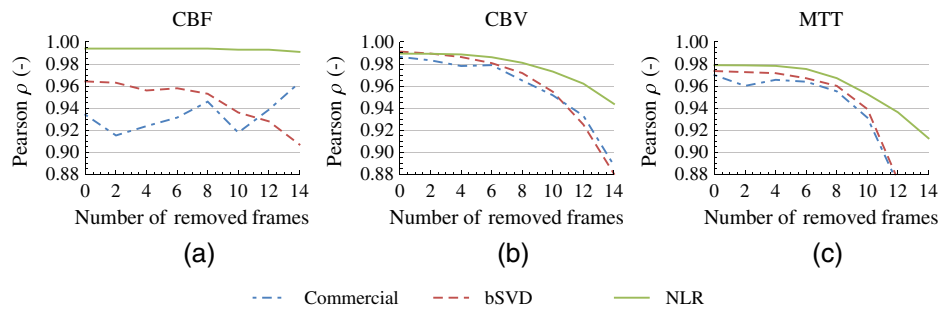 CBF
CBV
MTT
Pearson ρ (-)
1.00
0.98
0.96
0.94
0.92
0.90
0.88
0 2 4 6 8 10 12 14
Number of removed frames
(a)
Pearson ρ (-)
1.00
0.98
0.96
0.94
0.92
0.90
0.88
0 2 4 6 8 10 12 14
Number of removed frames
(b)
Pearson ρ (-)
1.00
0.98
0.96
0.94
0.92
0.90
0.88
0 2 4 6 8 10 12 14
Number of removed frames
(c)
Commercial bSVD NLR